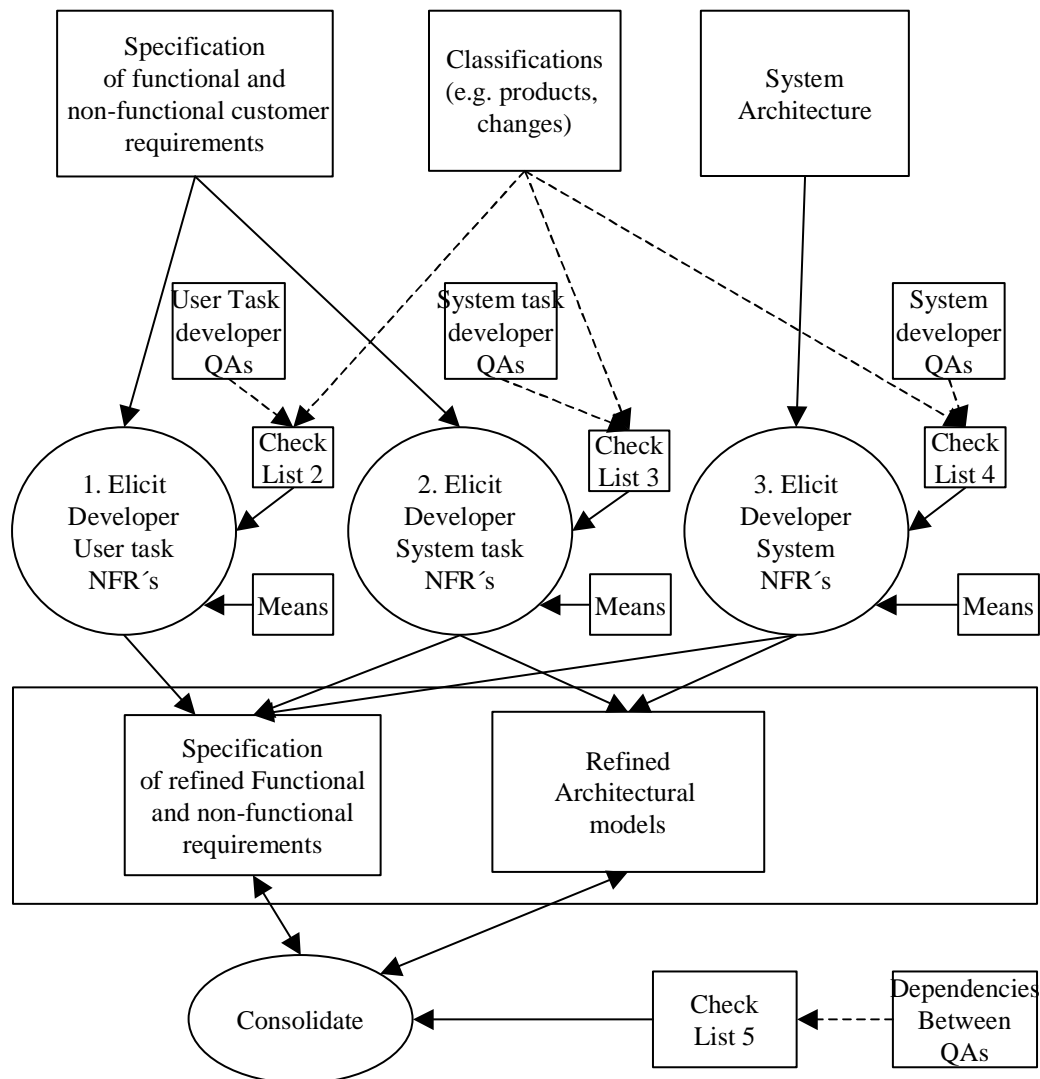 Specification
of functional and
non-functional customer
requirements
Classifications
(e.g. products,
changes)
System
Architecture
User Task
developer
QAs
System task
developer
QAs
System
developer
QAs
Check
List 2
Check
List 3
Check
List 4
1. Elicit
Developer
User task
NFR´s
2. Elicit
Developer
System task
NFR´s
3. Elicit
Developer
System
NFR´s
Means
Means
Means
Specification
of refined Functional
and non-functional
requirements
Refined
Architectural
models
Consolidate
Check
List 5
Dependencies
Between
QAs